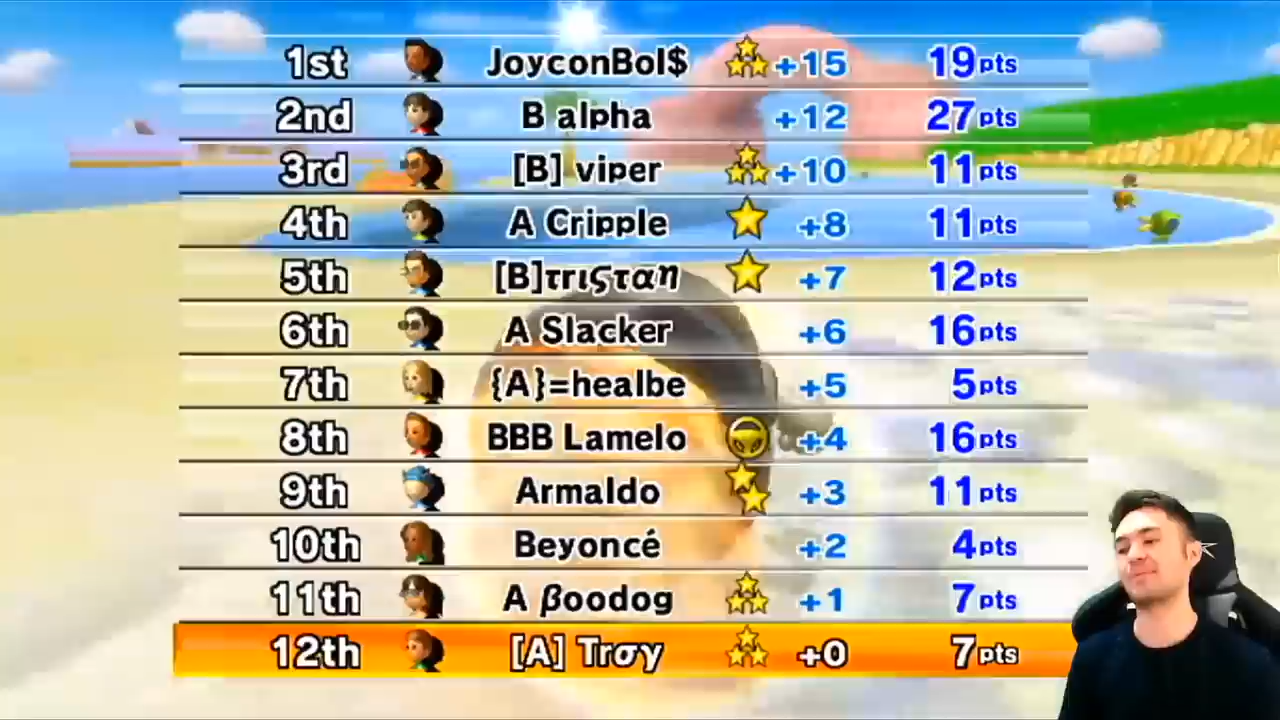 1st JoyconBol$ +15 19pts
2nd B alpha +12 27pts
3rd [B] viper +10 11pts
4th A Cripple +8 11pts
5th [B]τrιςταη +7 12pts
6th A Slacker +6 16pts
7th {A}=healbe +5 5pts
8th BBB Lamelo +4 16pts
9th Armaldo +3 11pts
10th Beyoncé +2 4pts
11th A βoodog +1 7pts
12th [A] Trσy +0 7pts